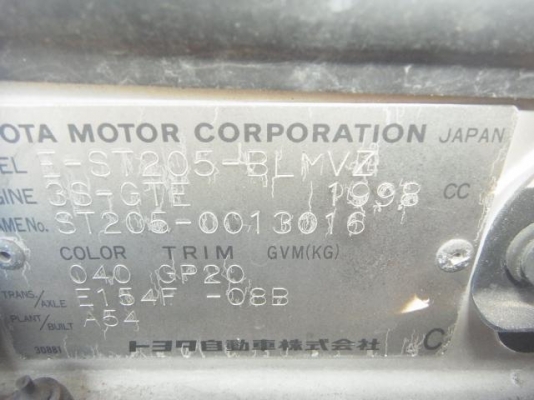 OTA MOTOR CORPORATION JAPAN
EL E-ST205-BLMVZ
GINE 3S-GTE 1998 CC
AME No. ST205-0013016
COLOR TRIM GVM(KG)
040 GP20
TRANS/AXLE E154F -08B
PLANT/BUILT A54
トヨタ自動車株式会社 C